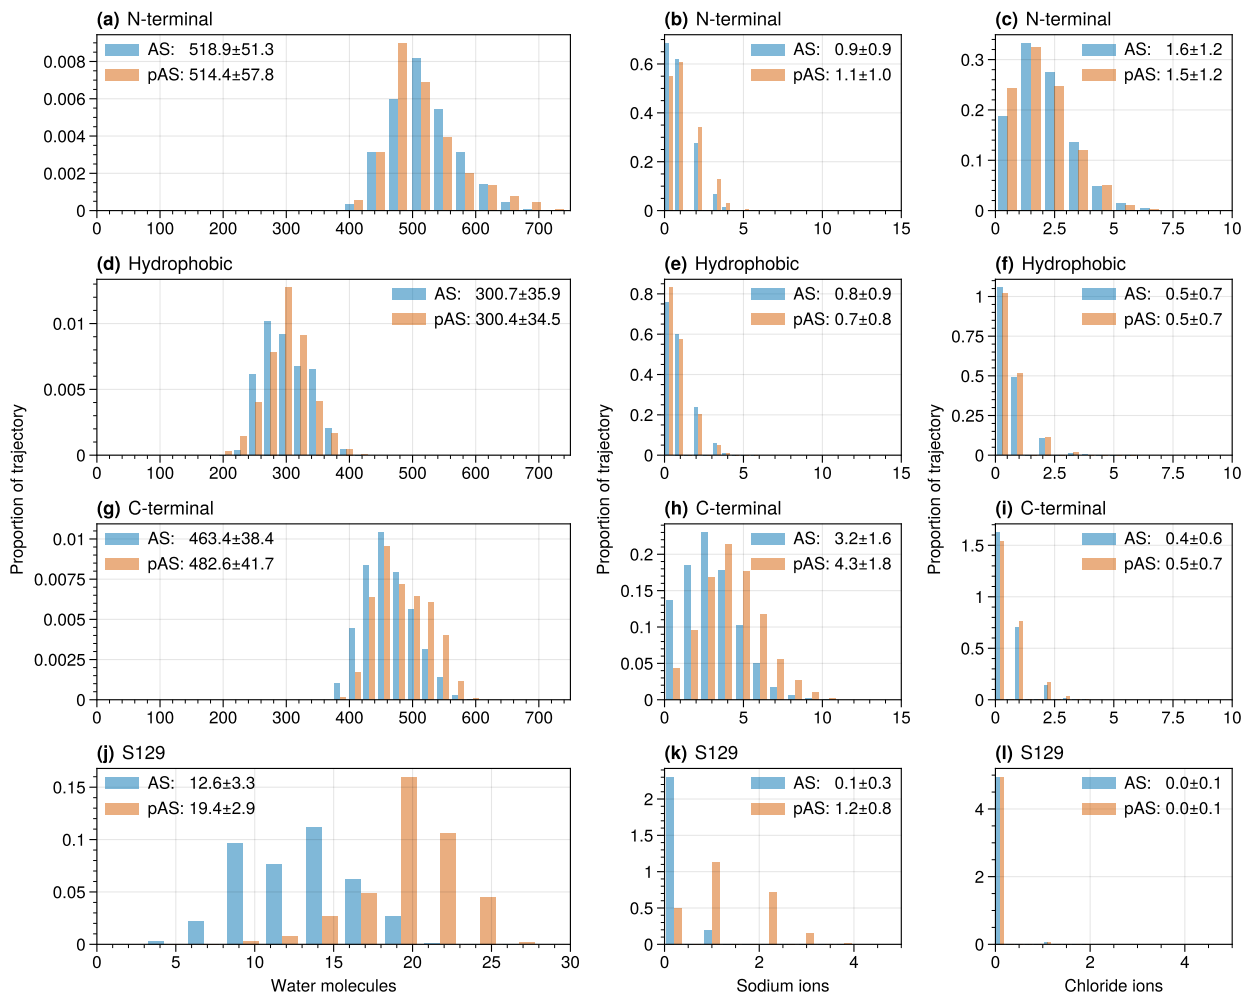 (a) N-terminal
AS: 518.9±51.3
pAS: 514.4±57.8
0.008
0.006
0.004
0.002
0
0 100 200 300 400 500 600 700
(b) N-terminal
AS: 0.9±0.9
pAS: 1.1±1.0
0.6
0.4
0.2
0
0 5 10 15
(c) N-terminal
AS: 1.6±1.2
pAS: 1.5±1.2
0.3
0.2
0.1
0
0 2.5 5 7.5 10
(d) Hydrophobic
AS: 300.7±35.9
pAS: 300.4±34.5
0.01
0.005
0
0 100 200 300 400 500 600 700
(e) Hydrophobic
AS: 0.8±0.9
pAS: 0.7±0.8
0.8
0.6
0.4
0.2
0
0 5 10 15
(f) Hydrophobic
AS: 0.5±0.7
pAS: 0.5±0.7
1
0.75
0.5
0.25
0
0 2.5 5 7.5 10
Proportion of trajectory
Proportion of trajectory
Proportion of trajectory
(g) C-terminal
AS: 463.4±38.4
pAS: 482.6±41.7
0.01
0.0075
0.005
0.0025
0
0 100 200 300 400 500 600 700
(h) C-terminal
AS: 3.2±1.6
pAS: 4.3±1.8
0.2
0.15
0.1
0.05
0
0 5 10 15
(i) C-terminal
AS: 0.4±0.6
pAS: 0.5±0.7
1.5
1
0.5
0
0 2.5 5 7.5 10
(j) S129
AS: 12.6±3.3
pAS: 19.4±2.9
0.15
0.1
0.05
0
0 5 10 15 20 25 30
Water molecules
(k) S129
AS: 0.1±0.3
pAS: 1.2±0.8
2
1.5
1
0.5
0
0 2 4
Sodium ions
(l) S129
AS: 0.0±0.1
pAS: 0.0±0.1
4
2
0
0 2 4
Chloride ions